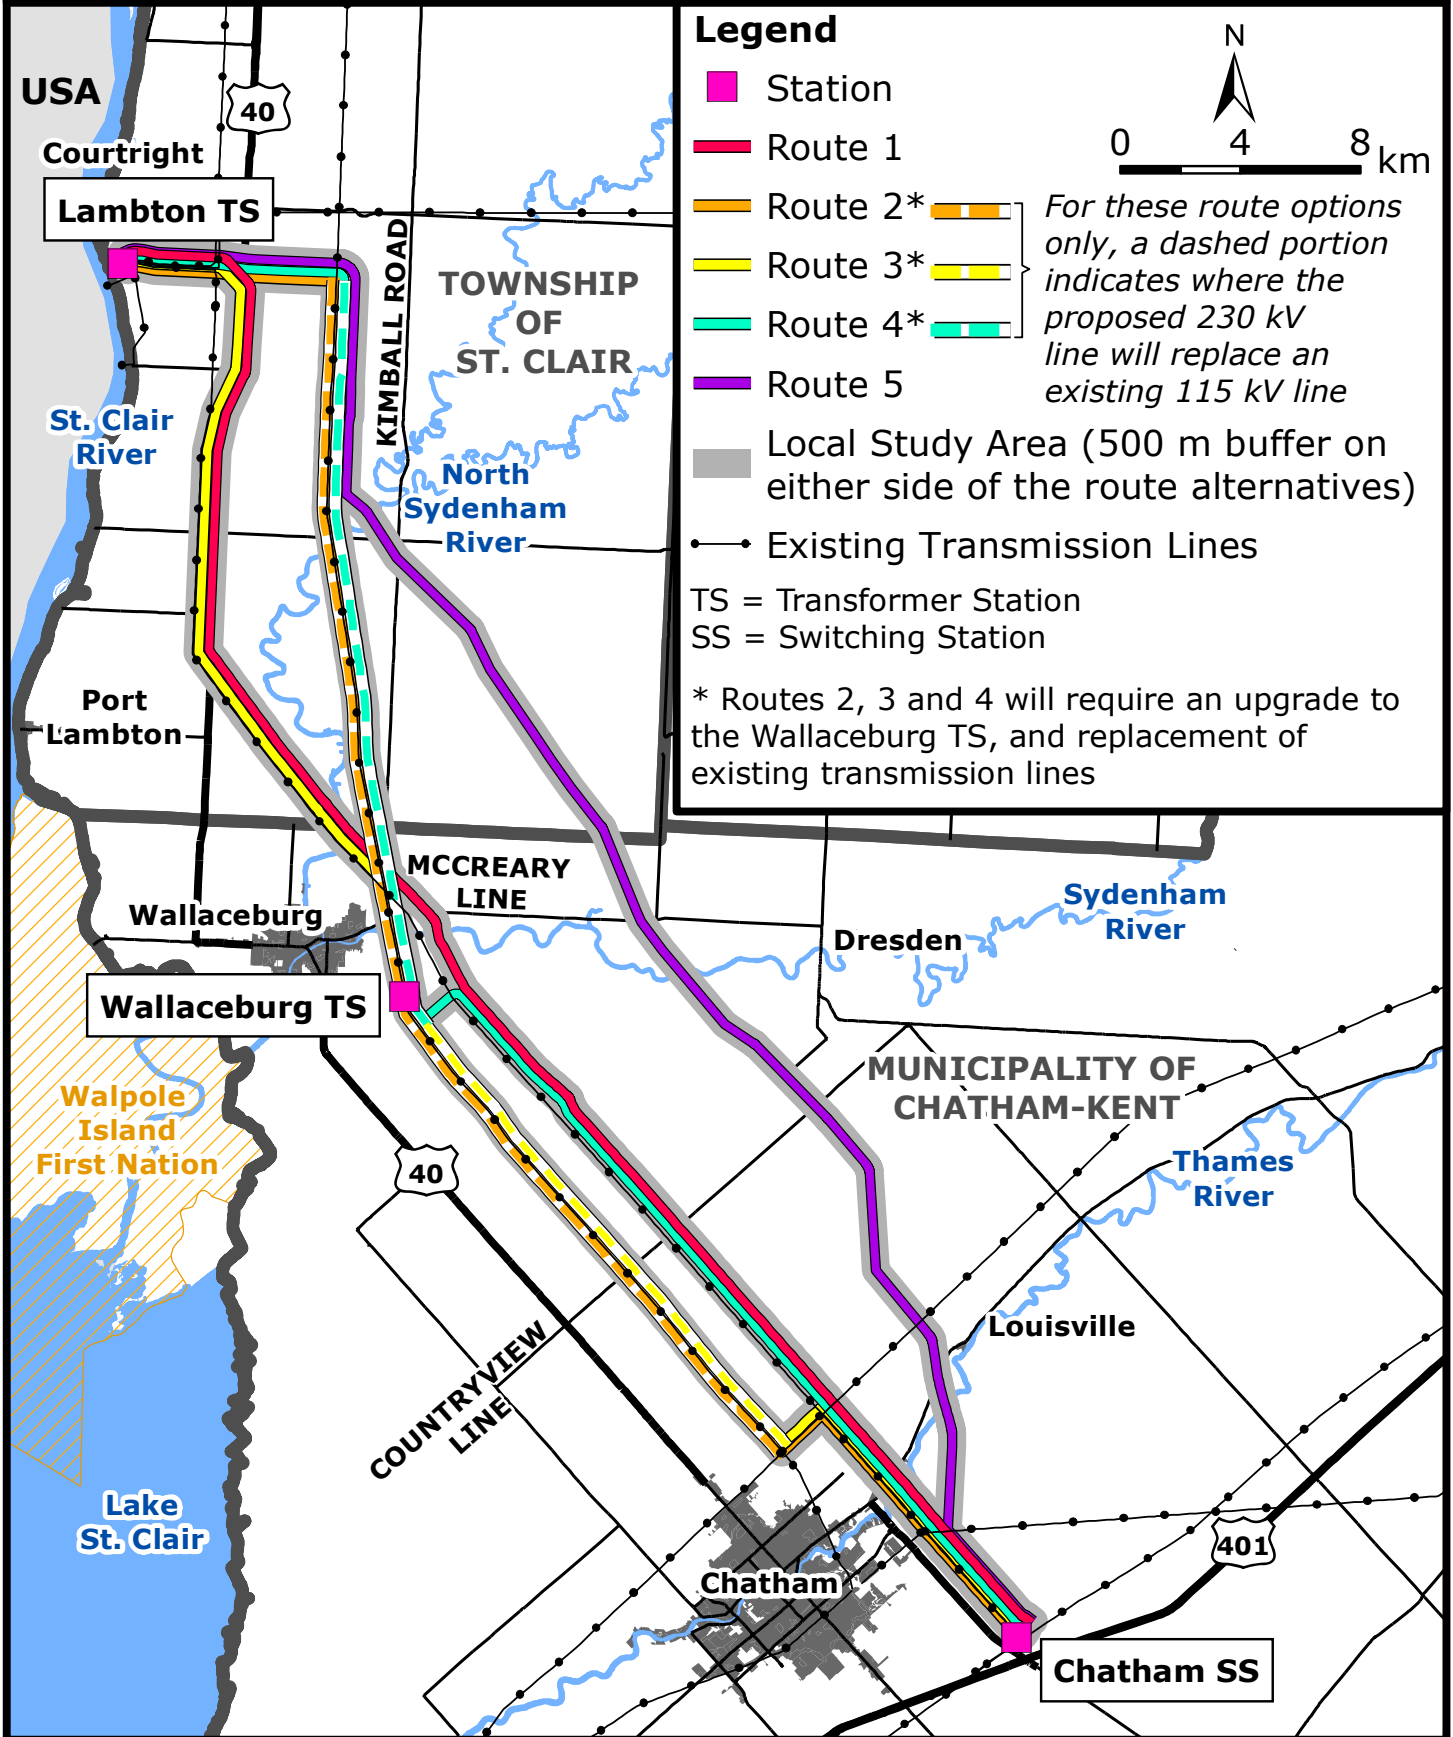 Legend
Station
Route 1
Route 2*
Route 3*
Route 4*
Route 5
For these route options
only, a dashed portion
indicates where the
proposed 230 kV
line will replace an
existing 115 kV line
Local Study Area (500 m buffer on
either side of the route alternatives)
Existing Transmission Lines
TS = Transformer Station
SS = Switching Station
* Routes 2, 3 and 4 will require an upgrade to
the Wallaceburg TS, and replacement of
existing transmission lines
N
0 4 8 km
USA
40
Courtright
Lambton TS
KIMBALL ROAD
TOWNSHIP
OF
ST. CLAIR
St. Clair
River
North
Sydenham
River
Port
Lambton
MCCREARY
LINE
Wallaceburg
Sydenham
River
Dresden
Wallaceburg TS
MUNICIPALITY OF
CHATHAM-KENT
Walpole
Island
First Nation
40
Thames
River
Louisville
COUNTRYVIEW
LINE
Lake
St. Clair
401
Chatham
Chatham SS